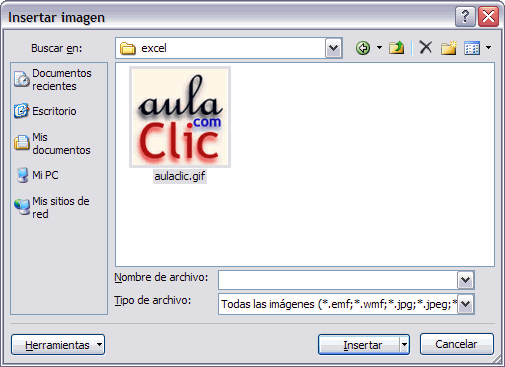 Insertar imagen
Buscar en:
excel
Documentos
recientes
Escritorio
Mis
documentos
Mi PC
Mis sitios de
red
aula
com
Clic
aulaclic.gif
Nombre de archivo:
Tipo de archivo:
Todas las imágenes (*.emf;*.wmf;*.jpg;*.jpeg;*
Herramientas
Insertar
Cancelar